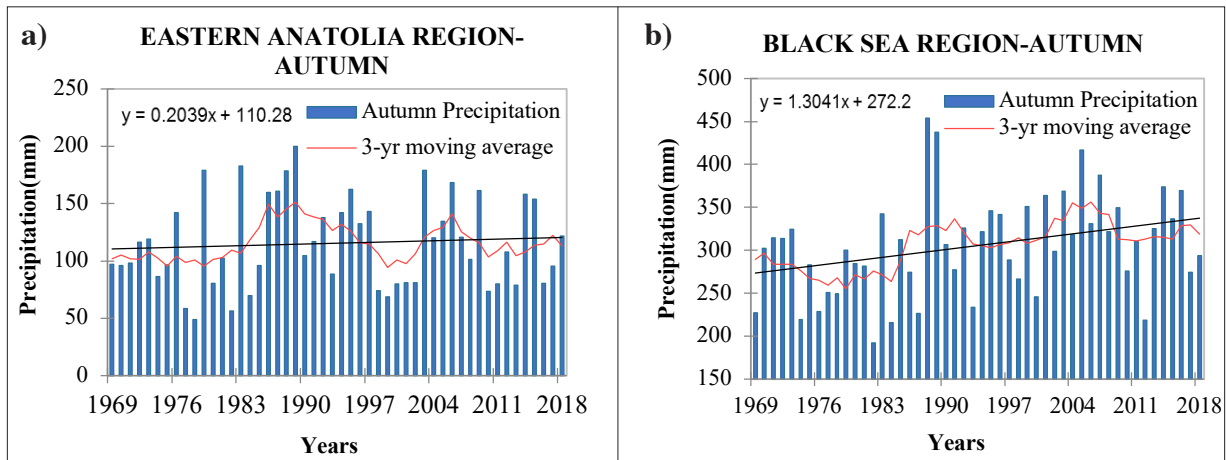 a)
EASTERN ANATOLIA REGION-
AUTUMN
y = 0.2039x + 110.28
Autumn Precipitation
3-yr moving average
Precipitation(mm)
250
200
150
100
50
0
1969 1976 1983 1990 1997 2004 2011 2018
Years
b)
BLACK SEA REGION-AUTUMN
y = 1.3041x + 272.2
Autumn Precipitation
3-yr moving average
Precipitation(mm)
500
450
400
350
300
250
200
150
1969 1976 1983 1990 1997 2004 2011 2018
Years